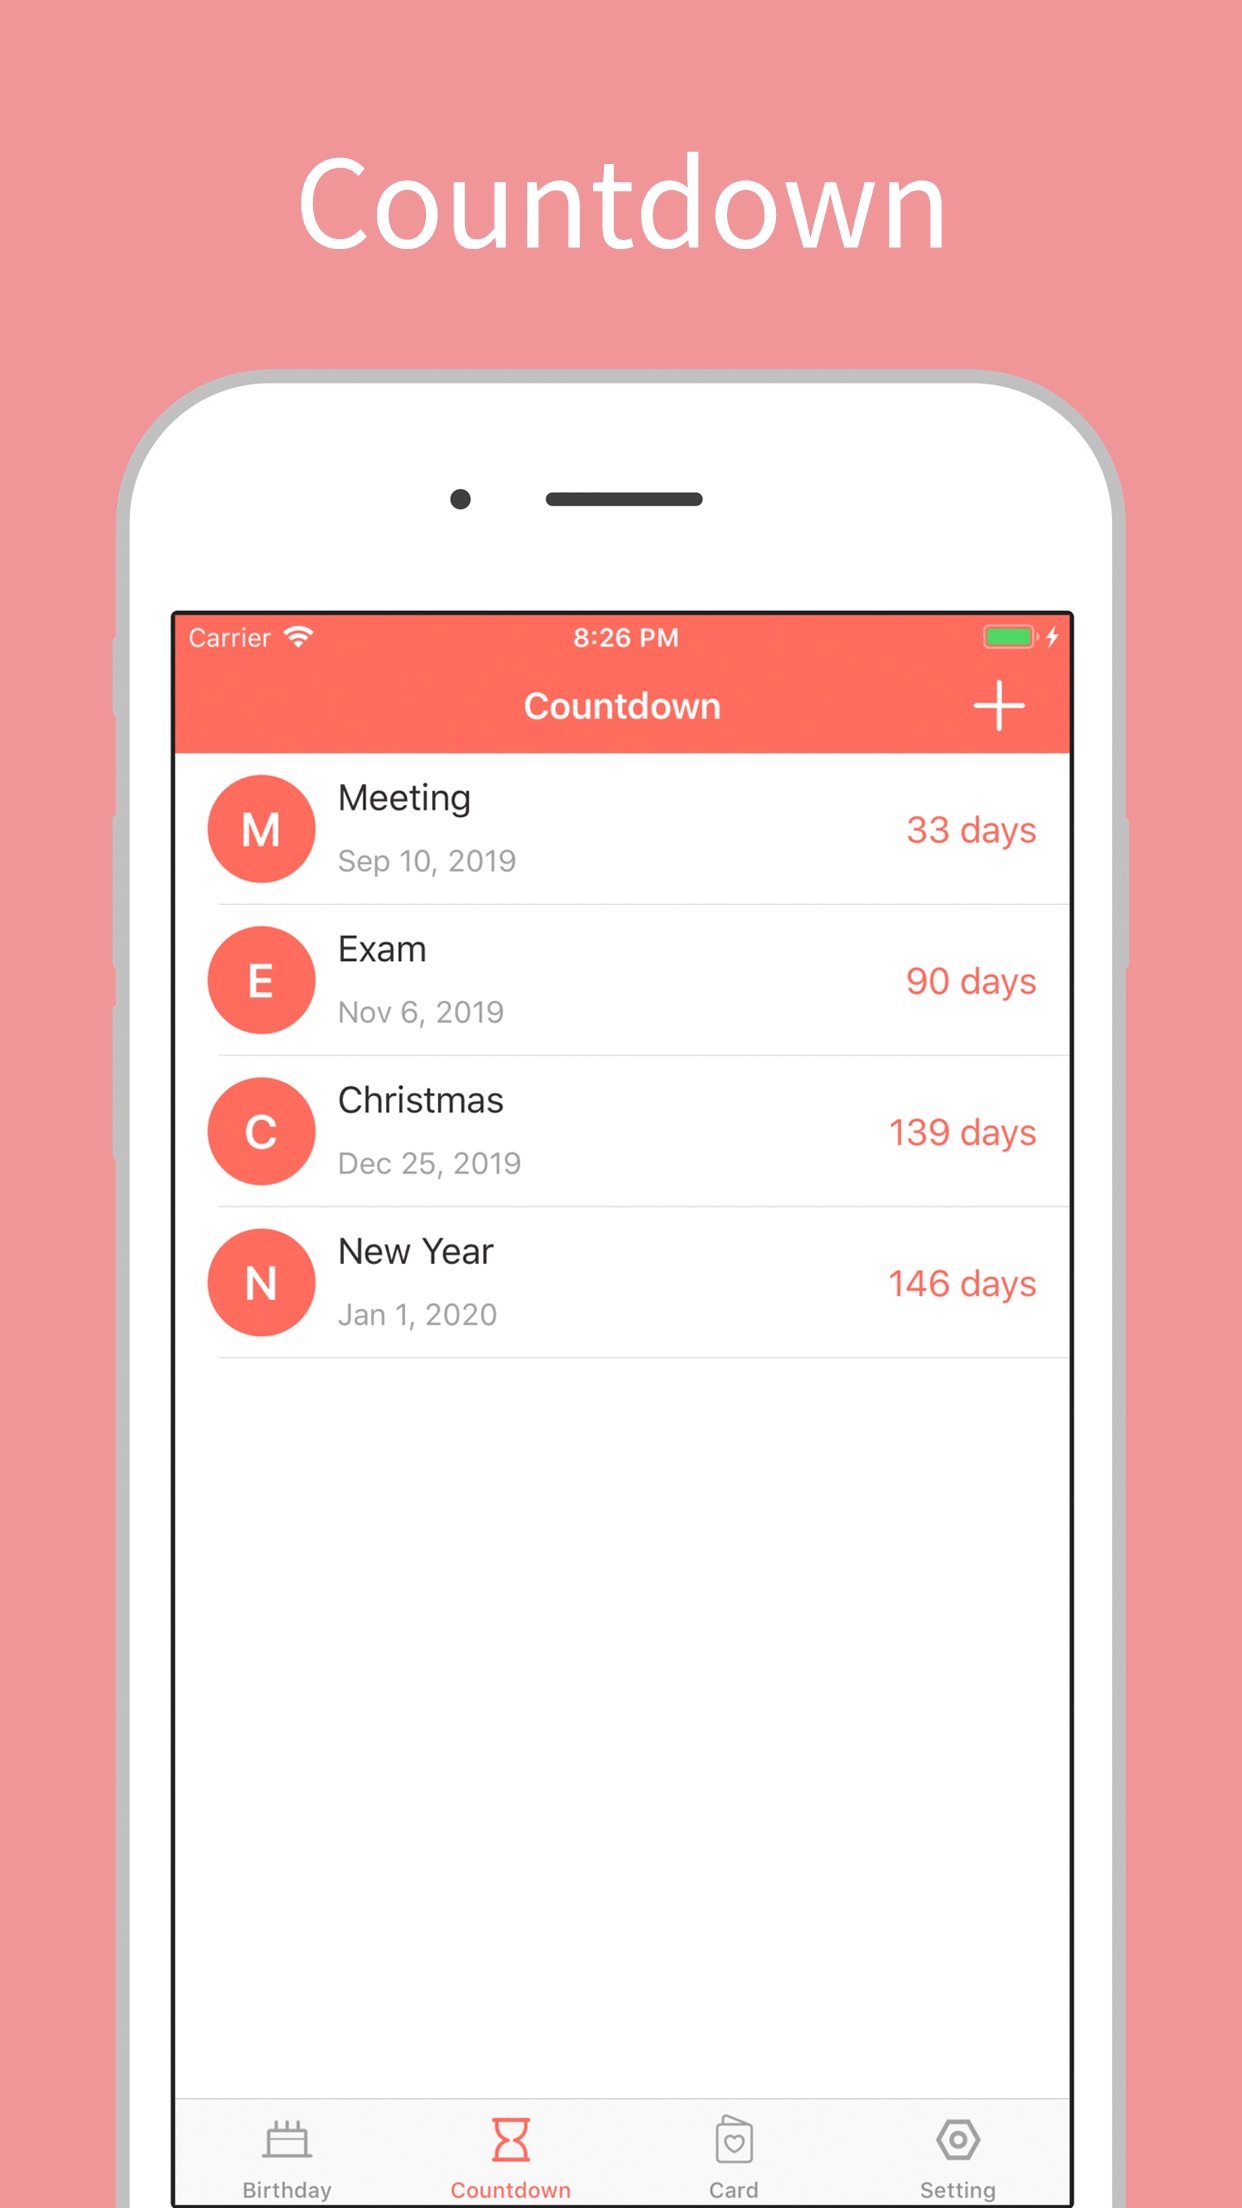 Countdown
Carrier 8:26 PM
Countdown
M Meeting
Sep 10, 2019
33 days
E Exam
Nov 6, 2019
90 days
C Christmas
Dec 25, 2019
139 days
N New Year
Jan 1, 2020
146 days
Birthday Countdown Card Setting